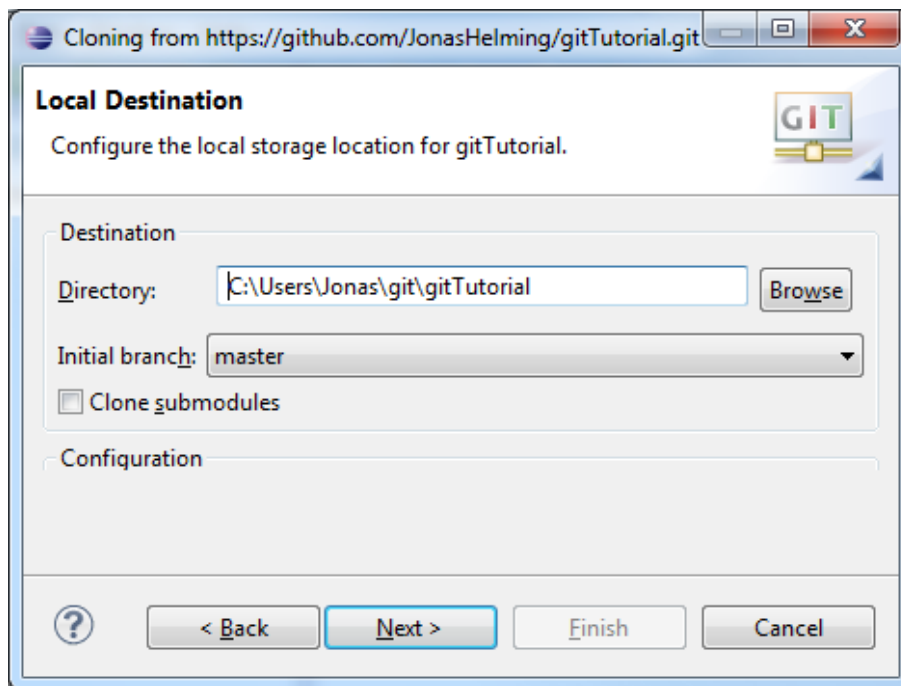 Cloning from https://github.com/JonasHelming/gitTutorial.git
Local Destination
Configure the local storage location for gitTutorial.
GIT
Destination
Directory: C:\Users\Jonas\git\gitTutorial Browse
Initial branch: master
Clone submodules
Configuration
? < Back Next > Finish Cancel